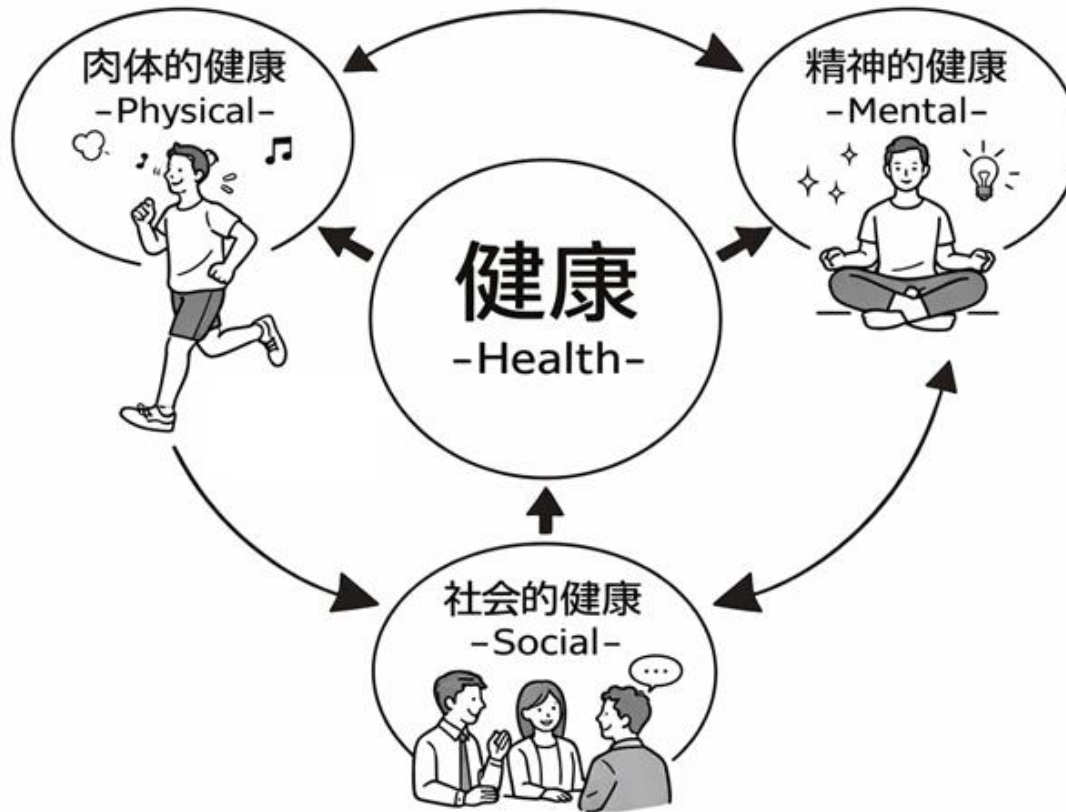 肉体的健康
–Physical–
精神的健康
–Mental–
健康
–Health–
社会的健康
–Social–